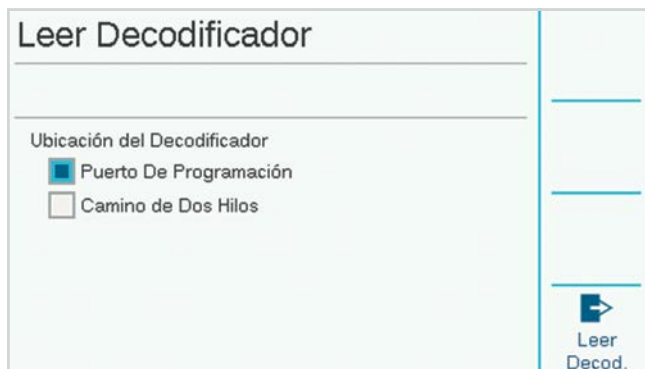 Leer Decodificador
Ubicación del Decodificador
Puerto De Programación
Camino de Dos Hilos
Leer
Decod.